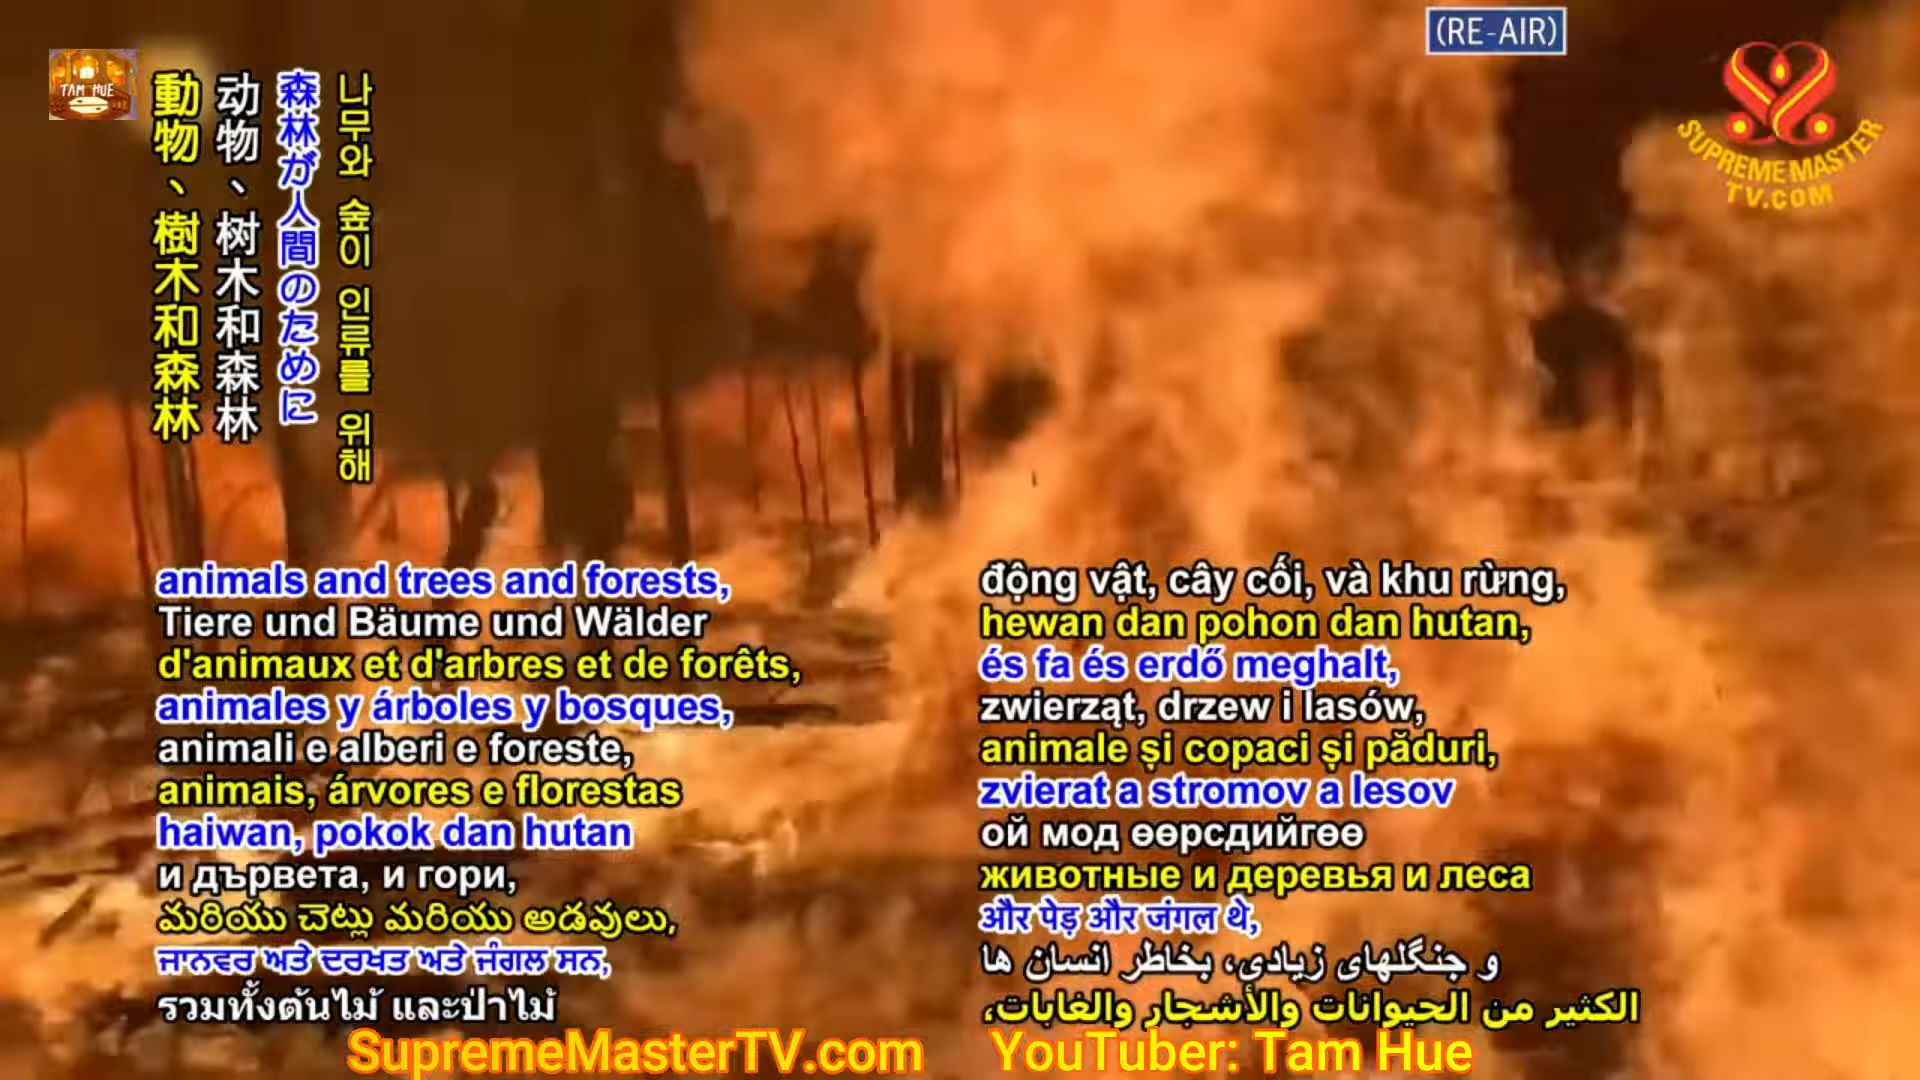 (RE-AIR)
TAM HUE
SUPREME MASTER
TV.COM
動物、樹木和森林
动物、树木和森林
森林が人間のために
나무와 숲이 인류를 위해
animals and trees and forests,
Tiere und Bäume und Wälder
d'animaux et d'arbres et de forêts,
animales y árboles y bosques,
animali e alberi e foreste,
animais, árvores e florestas
haiwan, pokok dan hutan
и дървета, и гори,
మరియు చెట్లు మరియు అడవులు,
ਜਾਨਵਰ ਅਤੇ ਦਰਖਤ ਅਤੇ ਜੰਗਲ ਸਨ,
รวมทั้งต้นไม้ และป่าไม้
động vật, cây cối, và khu rừng,
hewan dan pohon dan hutan,
és fa és erdő meghalt,
zwierząt, drzew i lasów,
animale și copaci și păduri,
zvierat a stromov a lesov
ой мод өөрсдийгөө
животные и деревья и леса
और पेड़ और जंगल थे,
و جنگلهای زیادی، بخاطر انسان ها
الكثير من الحيوانات والأشجار والغابات،
SupremeMasterTV.com YouTuber: Tam Hue